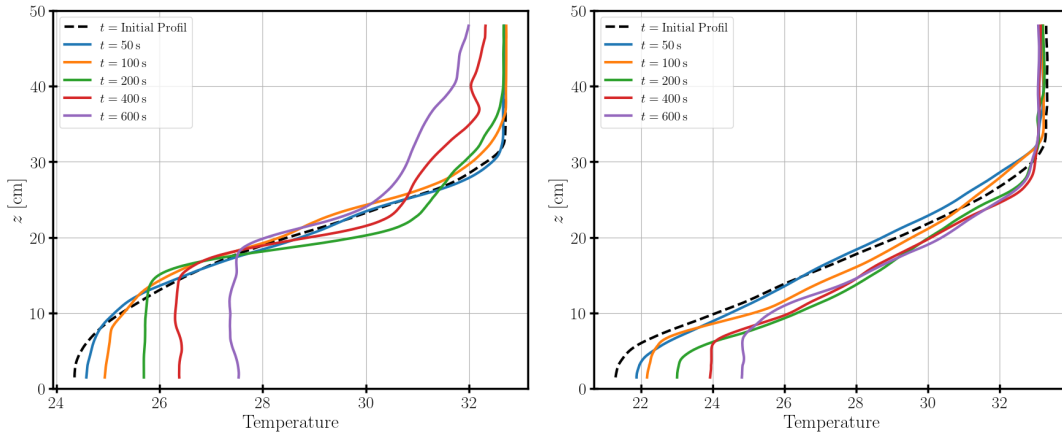 50
40
30
20
10
0
z [cm]
t = Initial Profil
t = 50 s
t = 100 s
t = 200 s
t = 400 s
t = 600 s
24
26
28
30
32
Temperature
50
40
30
20
10
0
z [cm]
t = Initial Profil
t = 50 s
t = 100 s
t = 200 s
t = 400 s
t = 600 s
22
24
26
28
30
32
Temperature